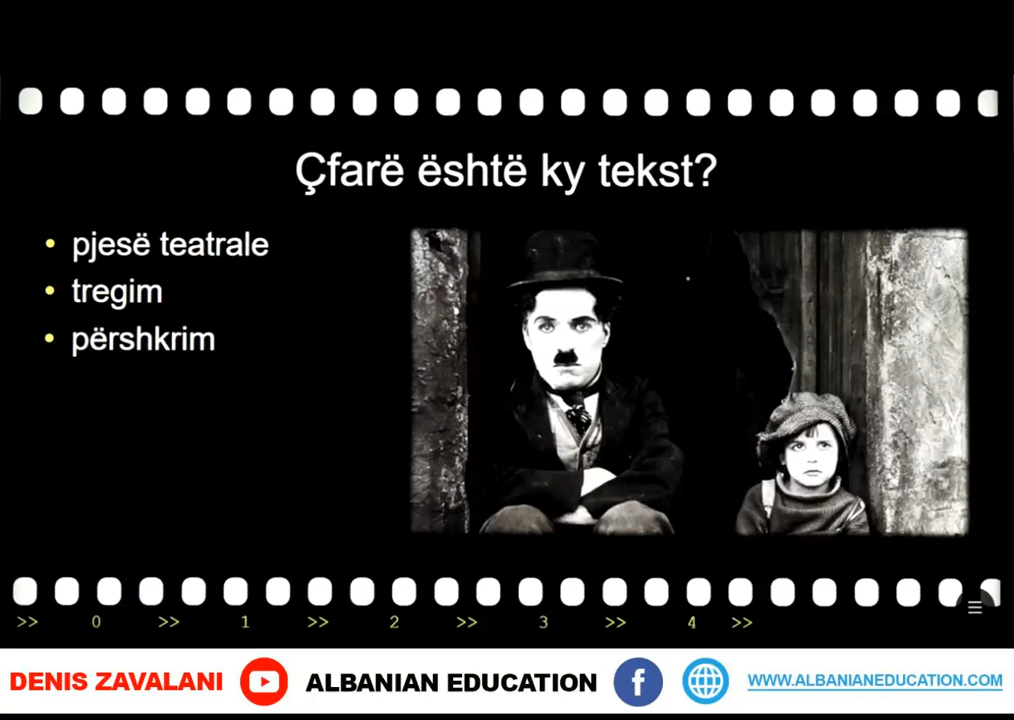 Çfarë është ky tekst?
• pjesë teatrale
• tregim
• përshkrim
>> 0 >> 1 >> 2 >> 3 >> 4 >>
DENIS ZAVALANI ALBANIAN EDUCATION WWW.ALBANIANEDUCATION.COM